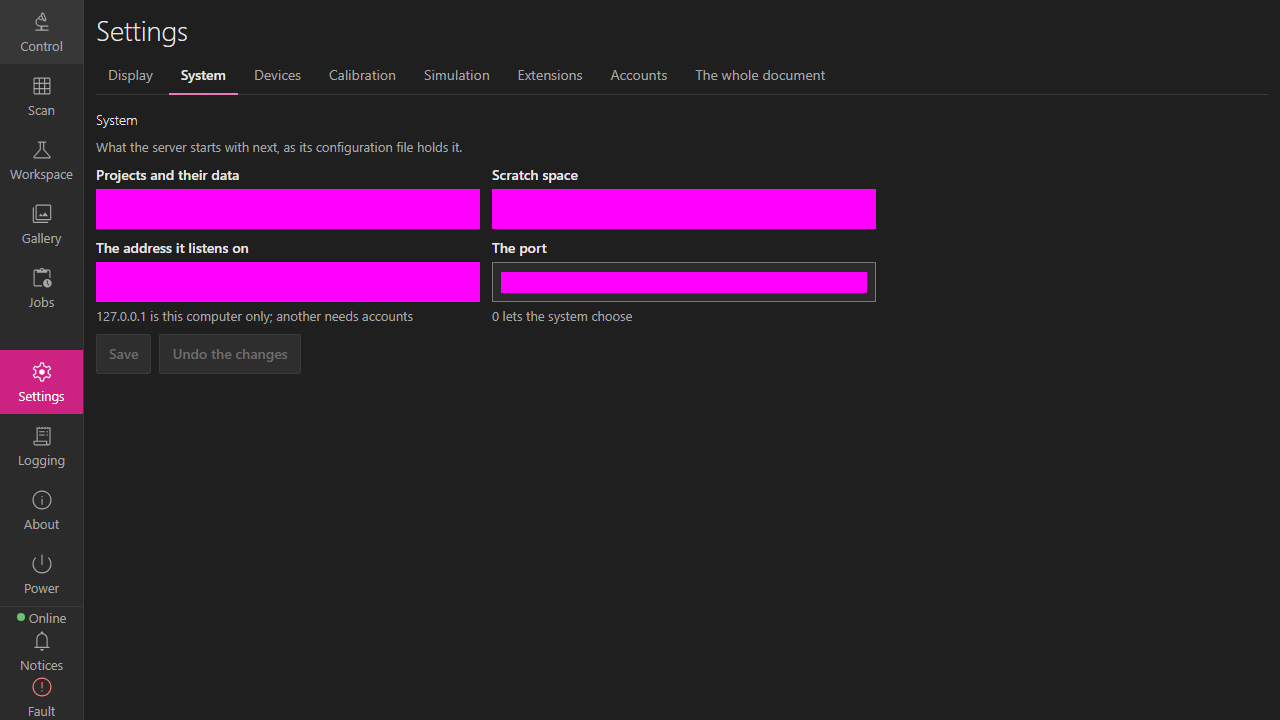 Control
Scan
Workspace
Gallery
Jobs
Settings
Logging
About
Power
Online
Notices
Fault
Settings
Display System Devices Calibration Simulation Extensions Accounts The whole document
System
What the server starts with next, as its configuration file holds it.
Projects and their data Scratch space
The address it listens on The port
127.0.0.1 is this computer only; another needs accounts 0 lets the system choose
Save Undo the changes